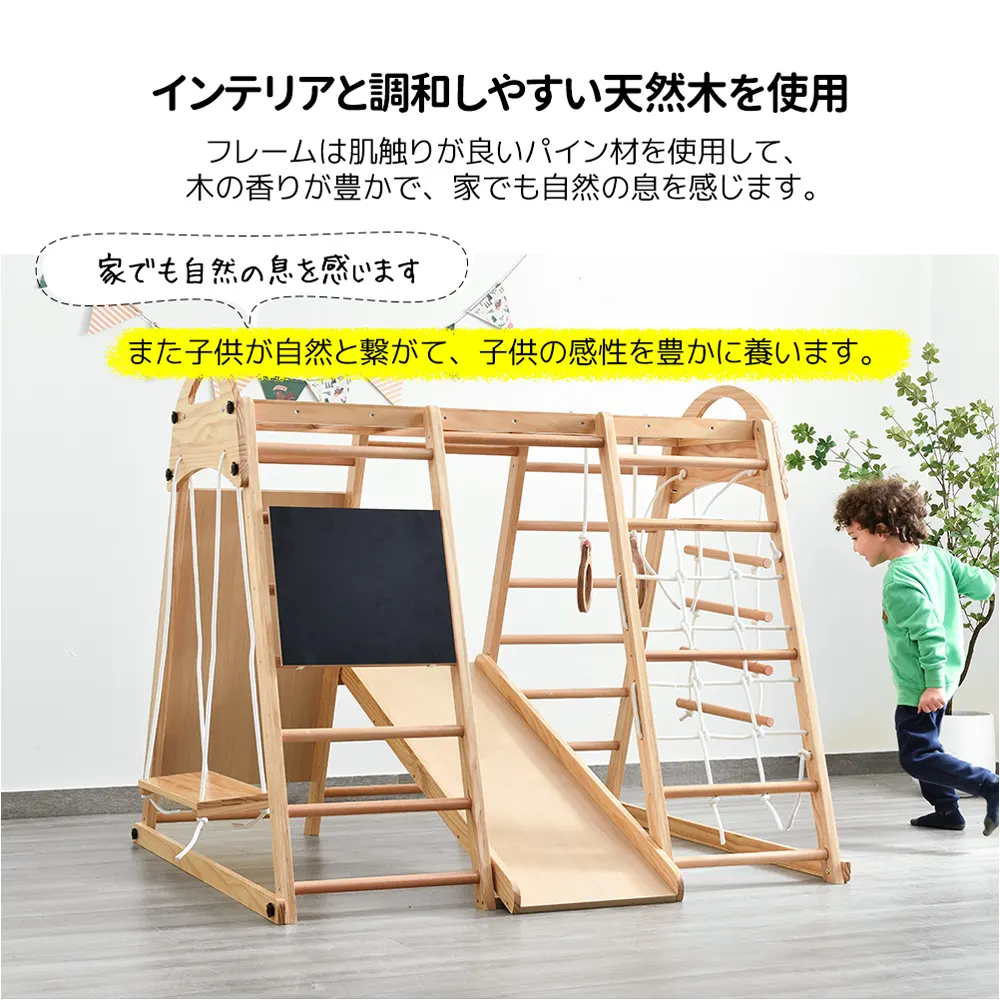 インテリアと調和しやすい天然木を使用
フレームは肌触りが良いパイン材を使用して、
木の香りが豊かで、家でも自然の息を感じます。
家でも自然の息を感じます
また子供が自然と繋がて、子供の感性を豊かに養います。